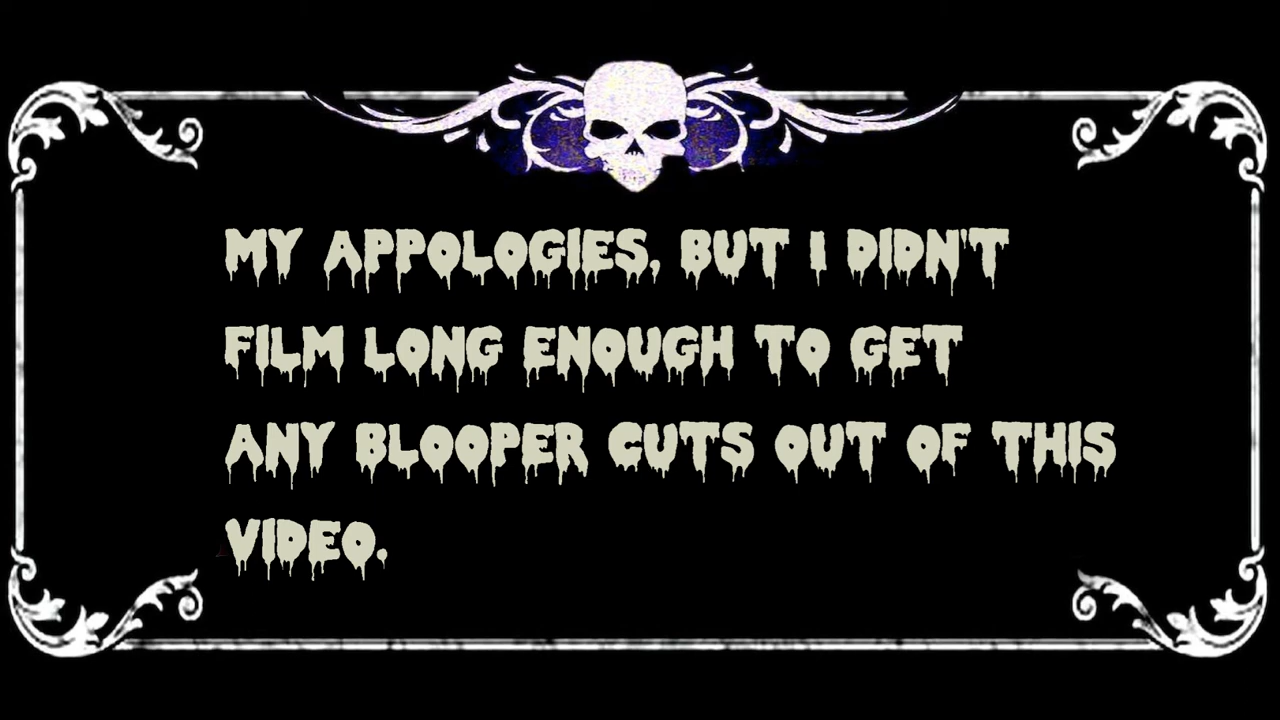 MY APPOLOGIES, BUT I DIDN'T
FILM LONG ENOUGH TO GET
ANY BLOOPER CUTS OUT OF THIS
VIDEO.